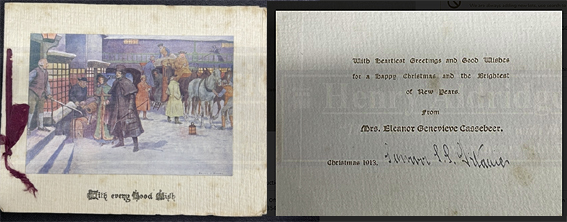 With every Good Wish
With Heartiest Greetings and Good Wishes
for a Happy Christmas, and the Brightest
of New Years.
From
Mrs. Eleanor Genevieve Cassebeer.
Christmas 1913.